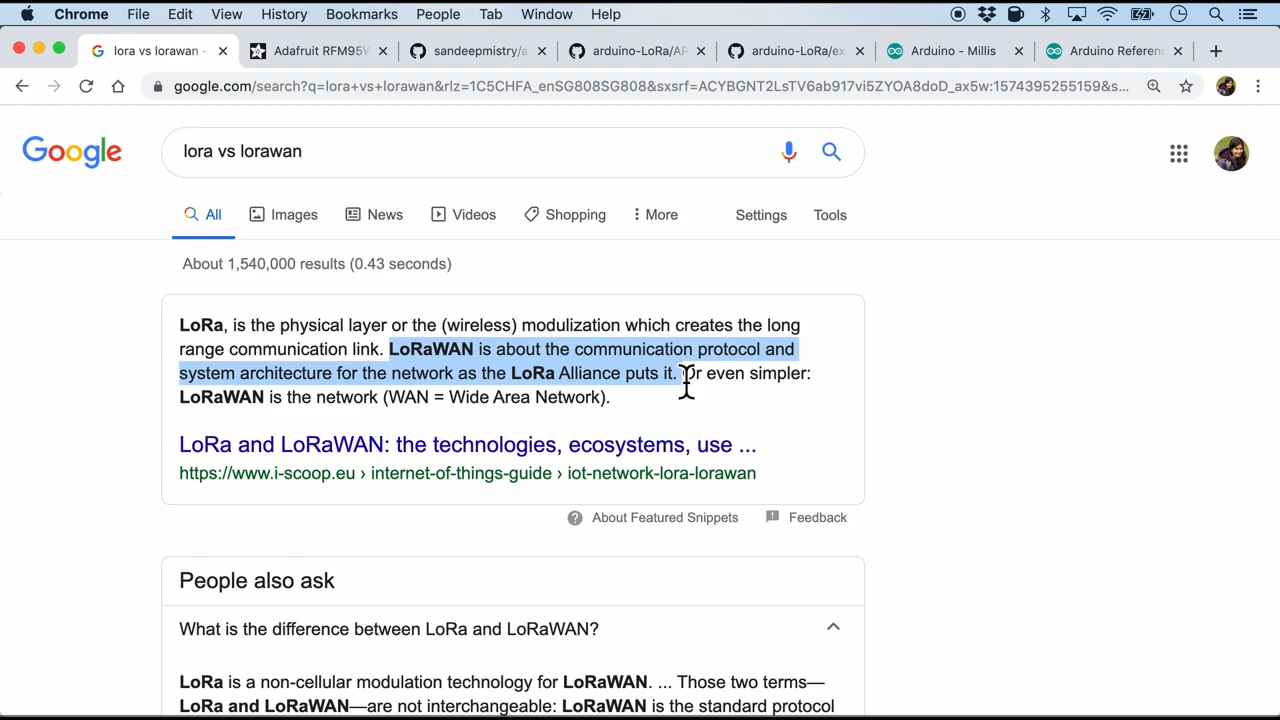 Chrome File Edit View History Bookmarks People Tab Window Help
lora vs lorawan - Adafruit RFM95W sandeepmistry/a arduino-LoRa/AP arduino-LoRa/ex Arduino - Millis Arduino Referenc
google.com/search?q=lora+vs+lorawan&rlz=1C5CHFA_enSG808SG808&sxsrf=ACYBGNT2LsTV6ab917vi5ZYOA8doD_ax5w:1574395255159&s...
Google
lora vs lorawan
All Images News Videos Shopping More Settings Tools
About 1,540,000 results (0.43 seconds)
LoRa, is the physical layer or the (wireless) modulization which creates the long
range communication link. LoRaWAN is about the communication protocol and
system architecture for the network as the LoRa Alliance puts it. Or even simpler:
LoRaWAN is the network (WAN = Wide Area Network).
LoRa and LoRaWAN: the technologies, ecosystems, use ...
https://www.i-scoop.eu › internet-of-things-guide › iot-network-lora-lorawan
About Featured Snippets Feedback
People also ask
What is the difference between LoRa and LoRaWAN?
LoRa is a non-cellular modulation technology for LoRaWAN. ... Those two terms—
LoRa and LoRaWAN—are not interchangeable: LoRaWAN is the standard protocol